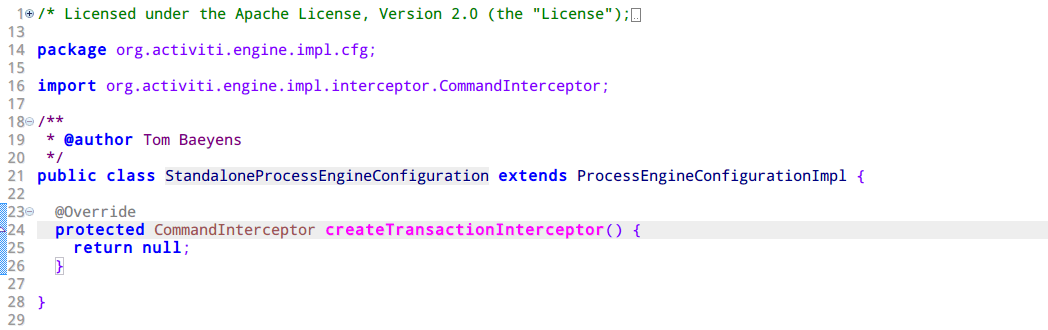 1 /* Licensed under the Apache License, Version 2.0 (the "License");
13
14 package org.activiti.engine.impl.cfg;
15
16 import org.activiti.engine.impl.interceptor.CommandInterceptor;
17
18 /**
19  * @author Tom Baeyens
20  */
21 public class StandaloneProcessEngineConfiguration extends ProcessEngineConfigurationImpl {
22
23   @Override
24   protected CommandInterceptor createTransactionInterceptor() {
25     return null;
26   }
27
28 }
29